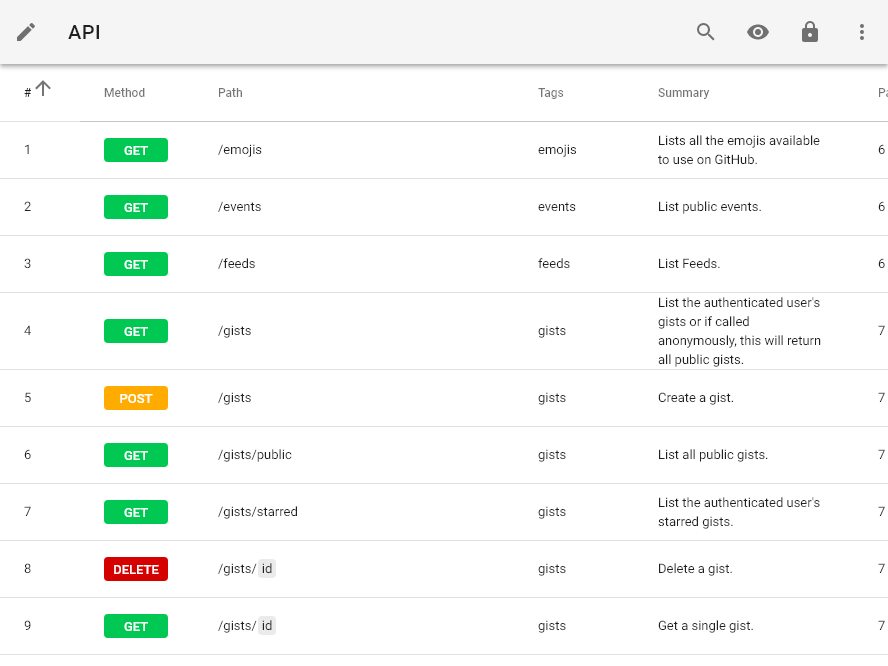 API
# Method Path Tags Summary
1 GET /emojis emojis Lists all the emojis available
to use on GitHub. 6
2 GET /events events List public events. 6
3 GET /feeds feeds List Feeds. 6
4 GET /gists gists List the authenticated user's
gists or if called
anonymously, this will return
all public gists. 7
5 POST /gists gists Create a gist. 7
6 GET /gists/public gists List all public gists. 7
7 GET /gists/starred gists List the authenticated user's
starred gists. 7
8 DELETE /gists/ id gists Delete a gist. 7
9 GET /gists/ id gists Get a single gist. 7